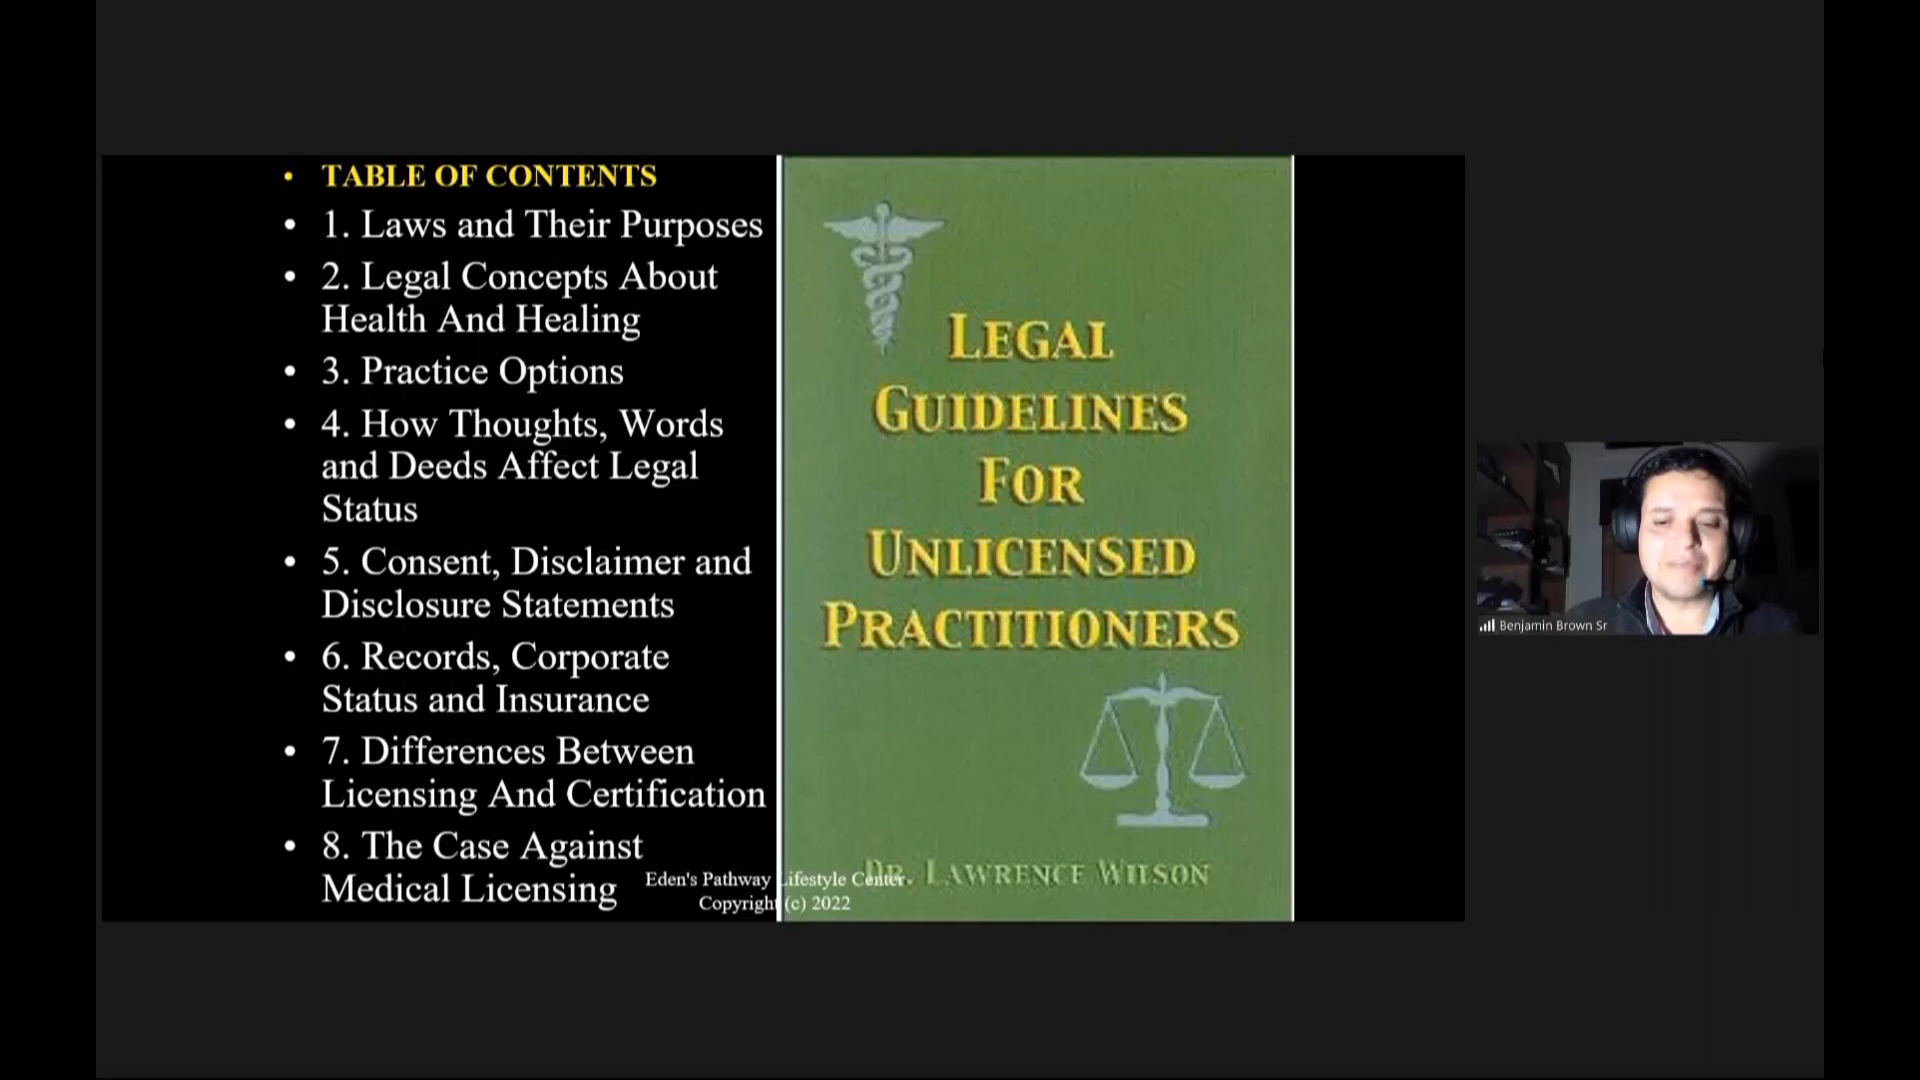 • TABLE OF CONTENTS
• 1. Laws and Their Purposes
• 2. Legal Concepts About
Health And Healing
• 3. Practice Options
• 4. How Thoughts, Words
and Deeds Affect Legal
Status
• 5. Consent, Disclaimer and
Disclosure Statements
• 6. Records, Corporate
Status and Insurance
• 7. Differences Between
Licensing And Certification
• 8. The Case Against
Medical Licensing
Eden's Pathway Lifestyle Center
Copyright (c) 2022
LEGAL
GUIDELINES
FOR
UNLICENSED
PRACTITIONERS
DR. LAWRENCE WILSON
Benjamin Brown Sr